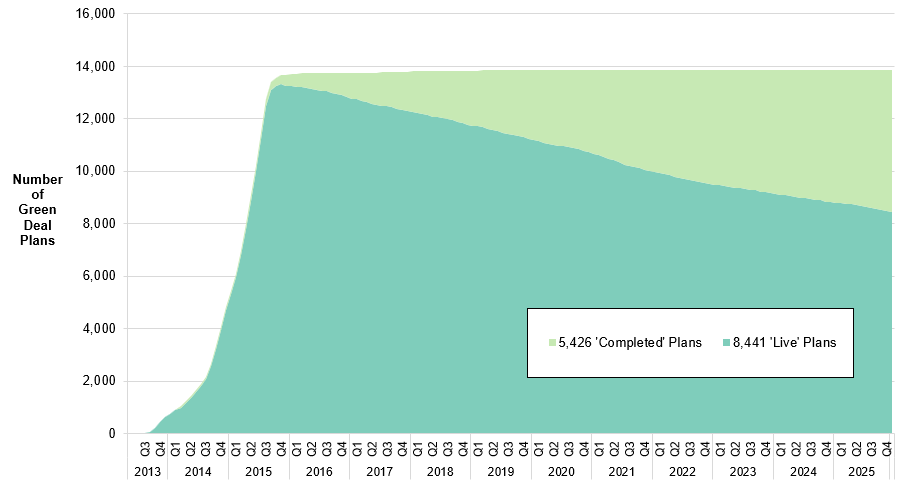 16,000
14,000
12,000
10,000
8,000
6,000
4,000
2,000
0
Number
of
Green
Deal
Plans
5,426 'Completed' Plans 8,441 'Live' Plans
Q3 Q4 Q1 Q2 Q3 Q4 Q1 Q2 Q3 Q4 Q1 Q2 Q3 Q4 Q1 Q2 Q3 Q4 Q1 Q2 Q3 Q4 Q1 Q2 Q3 Q4 Q1 Q2 Q3 Q4 Q1 Q2 Q3 Q4 Q1 Q2 Q3 Q4 Q1 Q2 Q3 Q4 Q1 Q2 Q3 Q4 Q1 Q2 Q3 Q4
2013 2014 2015 2016 2017 2018 2019 2020 2021 2022 2023 2024 2025